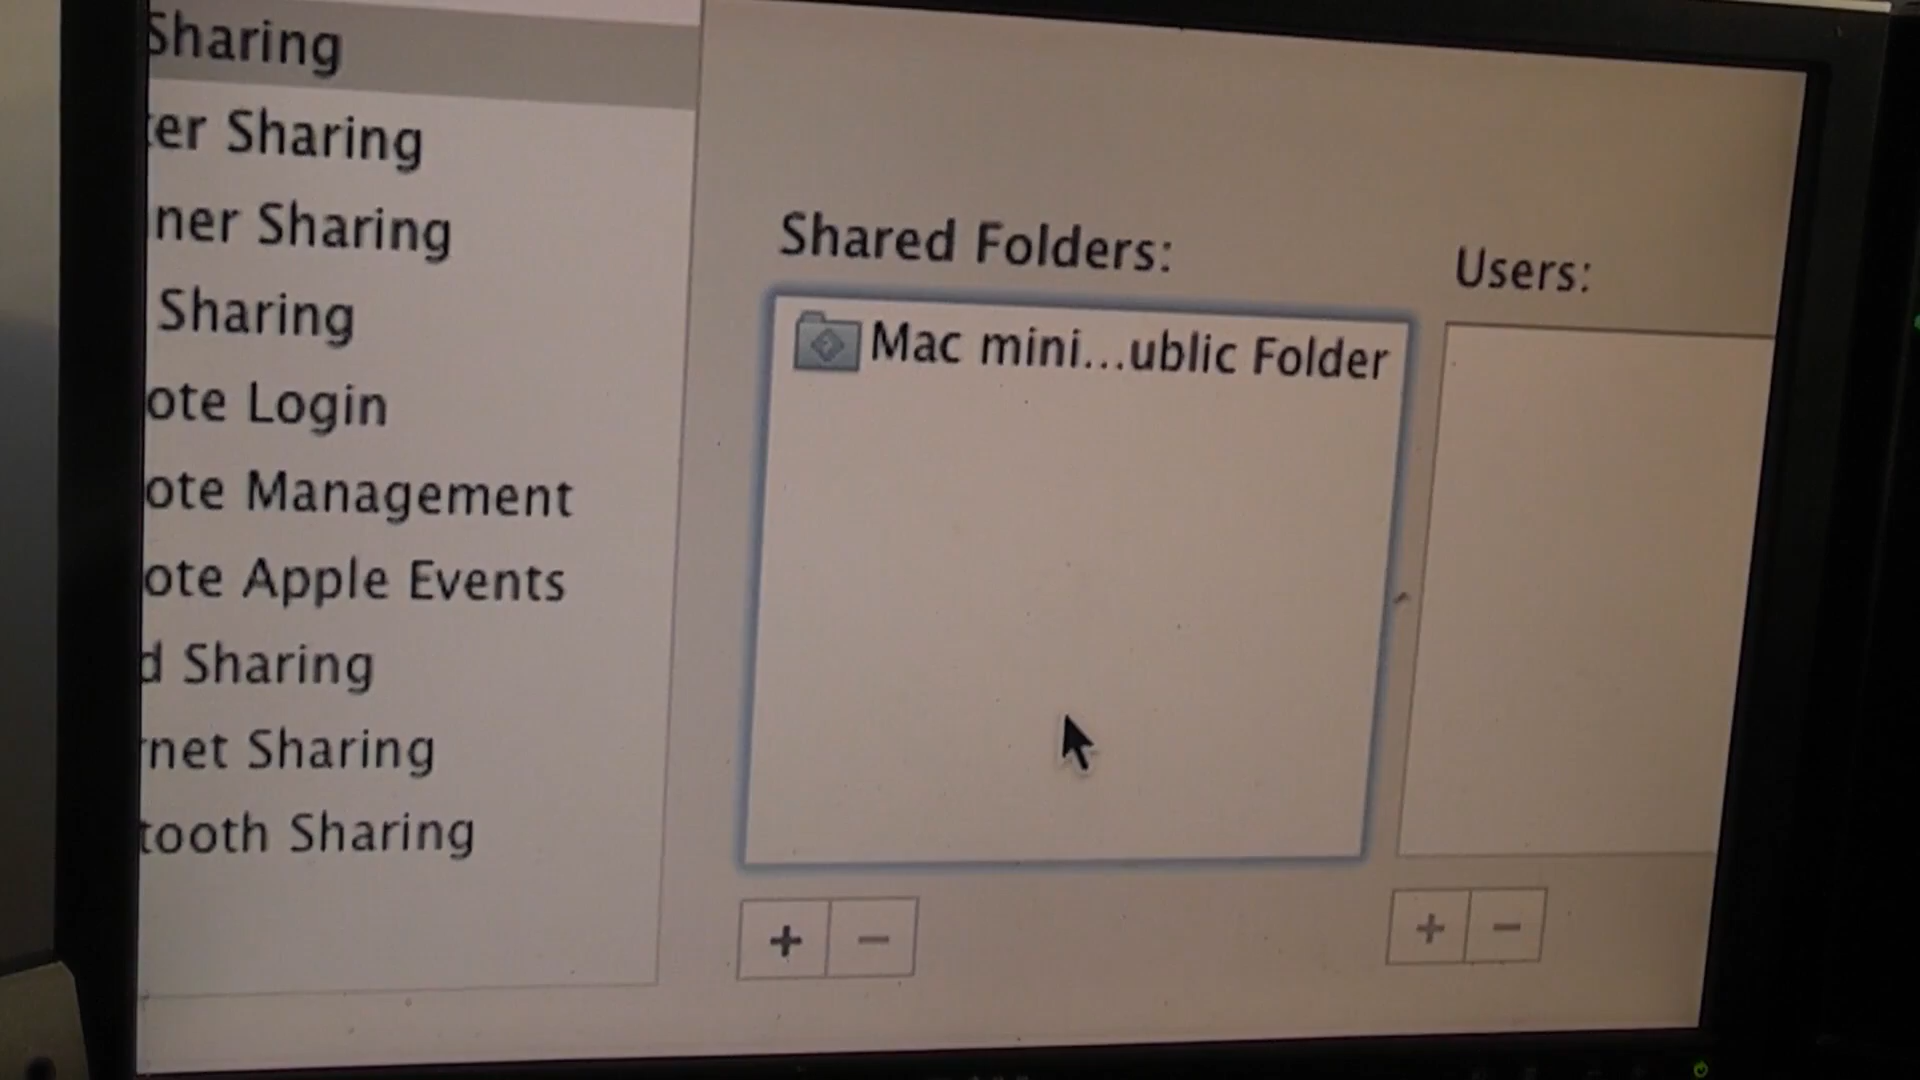 Sharing
ter Sharing
ner Sharing
Sharing
ote Login
ote Management
ote Apple Events
d Sharing
rnet Sharing
tooth Sharing
Shared Folders:
Mac mini...ublic Folder
+ −
Users:
+ −